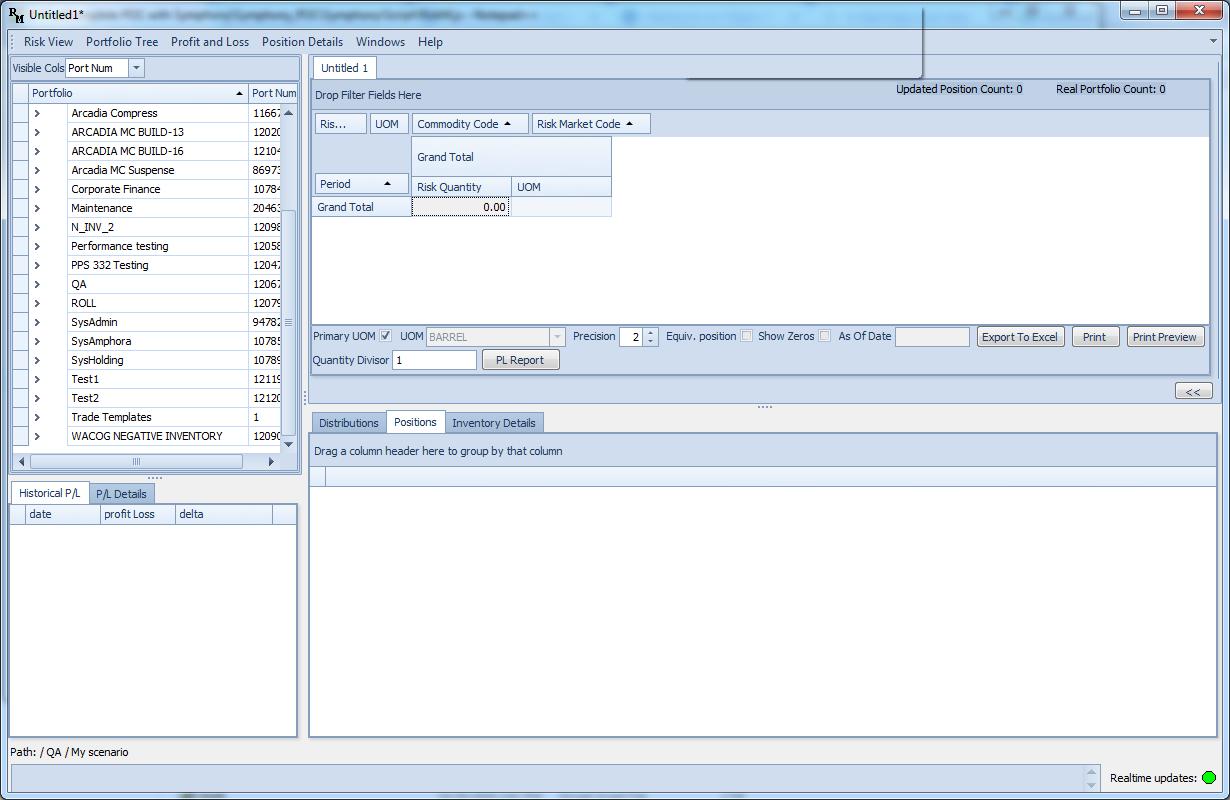 RM Untitled1*
Risk View Portfolio Tree Profit and Loss Position Details Windows Help
Visible Cols Port Num
Portfolio Port Num
Arcadia Compress 11667
ARCADIA MC BUILD-13 12020
ARCADIA MC BUILD-16 12104
Arcadia MC Suspense 86973
Corporate Finance 10784
Maintenance 20463
N_INV_2 12098
Performance testing 12058
PPS 332 Testing 12047
QA 12067
ROLL 12079
SysAdmin 94782
SysAmphora 10785
SysHolding 10789
Test1 12119
Test2 12120
Trade Templates 1
WACOG NEGATIVE INVENTORY 12090
Historical P/L P/L Details
date profit Loss delta
Untitled 1
Drop Filter Fields Here Updated Position Count: 0 Real Portfolio Count: 0
Ris... UOM Commodity Code Risk Market Code
Grand Total
Period Risk Quantity UOM
Grand Total 0.00
Primary UOM UOM BARREL Precision 2 Equiv. position Show Zeros As Of Date Export To Excel Print Print Preview
Quantity Divisor 1 PL Report
<<
Distributions Positions Inventory Details
Drag a column header here to group by that column
Path: / QA / My scenario
Realtime updates: